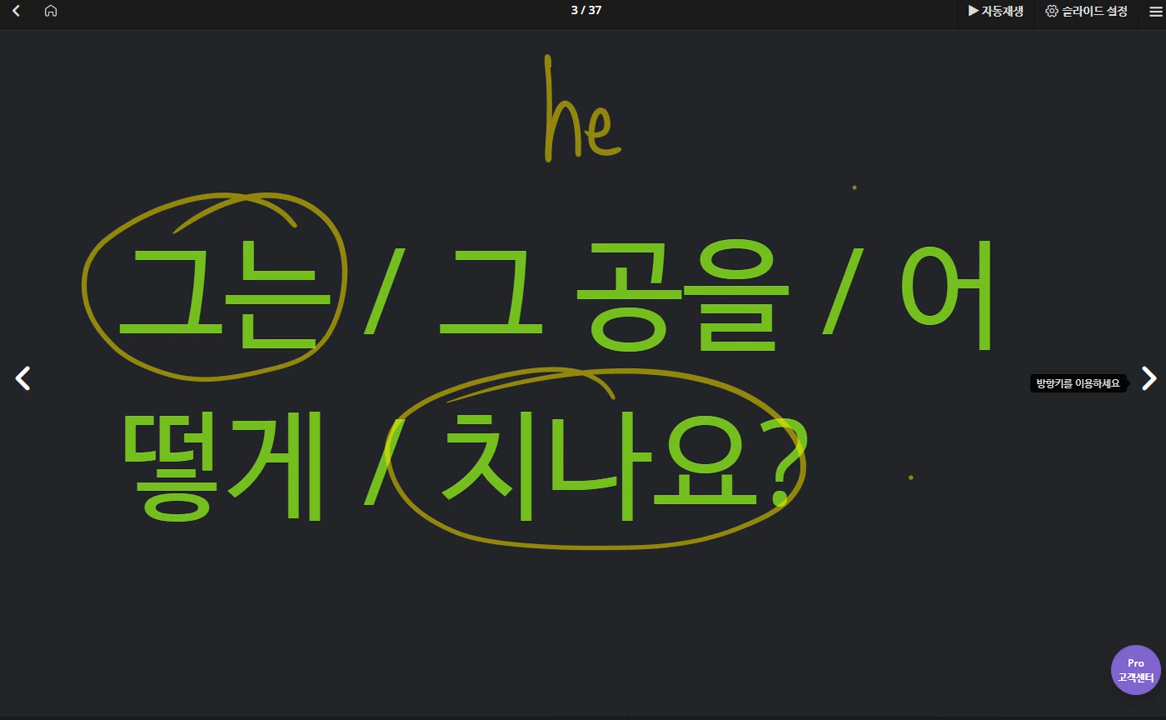 3 / 37
▶ 자동재생
슬라이드 설정
he
그는 / 그 공을 / 어
떻게 / 치나요?
방향키를 이용하세요
Pro
고객센터